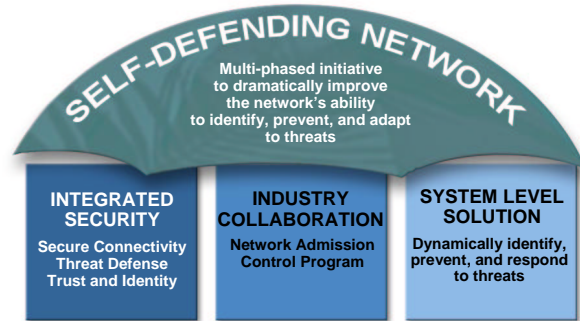 SELF-DEFENDING NETWORK
Multi-phased initiative
to dramatically improve
the network's ability
to identify, prevent, and adapt
to threats
INTEGRATED
SECURITY
Secure Connectivity
Threat Defense
Trust and Identity
INDUSTRY
COLLABORATION
Network Admission
Control Program
SYSTEM LEVEL
SOLUTION
Dynamically identify,
prevent, and respond
to threats